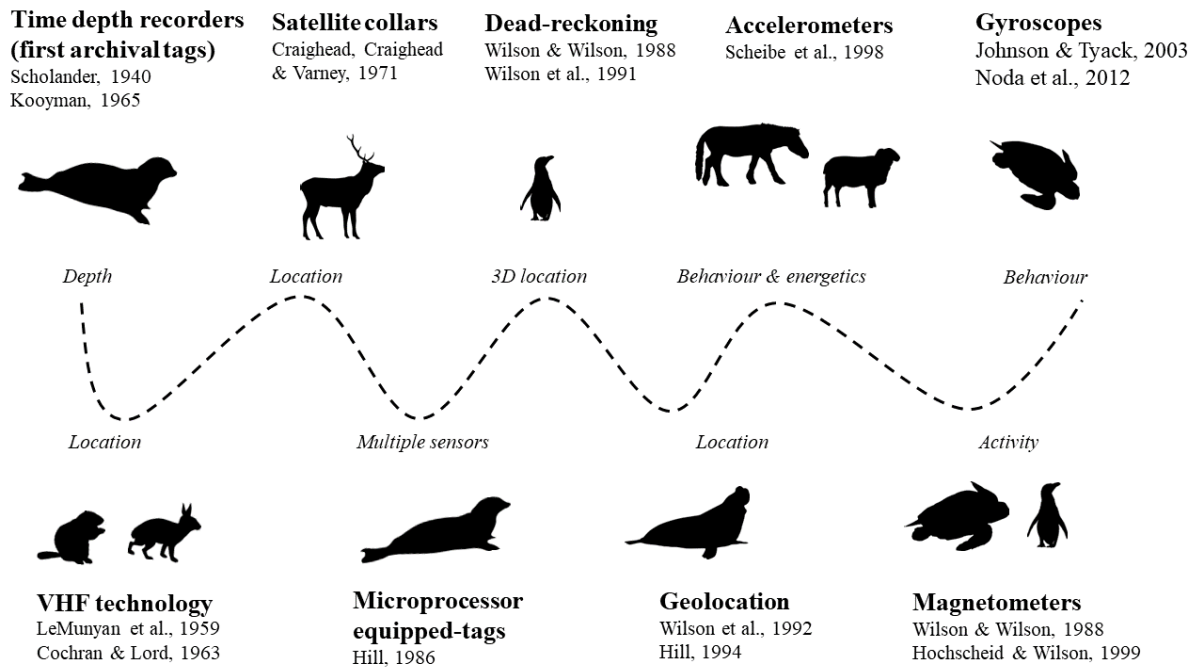 Time depth recorders
(first archival tags)
Scholander, 1940
Kooyman, 1965
Satellite collars
Craighead, Craighead
& Varney, 1971
Dead-reckoning
Wilson & Wilson, 1988
Wilson et al., 1991
Accelerometers
Scheibe et al., 1998
Gyroscopes
Johnson & Tyack, 2003
Noda et al., 2012
Depth
Location
3D location
Behaviour & energetics
Behaviour
Location
Multiple sensors
Location
Activity
VHF technology
LeMunyan et al., 1959
Cochran & Lord, 1963
Microprocessor
equipped-tags
Hill, 1986
Geolocation
Wilson et al., 1992
Hill, 1994
Magnetometers
Wilson & Wilson, 1988
Hochscheid & Wilson, 1999